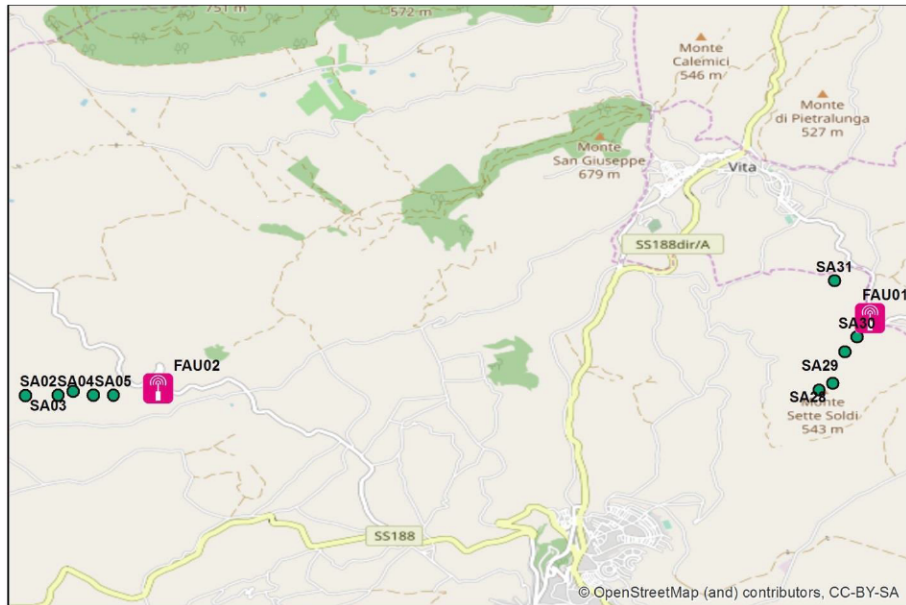 751 m
572 m
Monte
Calemici
546 m
Monte
di Pietralunga
527 m
Monte
San Giuseppe
679 m
Vita
SS188dir/A
SA31
FAU01
SA30
FAU02
SA29
SA02 SA04 SA05
SA03
SA28
Monte
Sette Soldi
543 m
SS188
© OpenStreetMap (and) contributors, CC-BY-SA